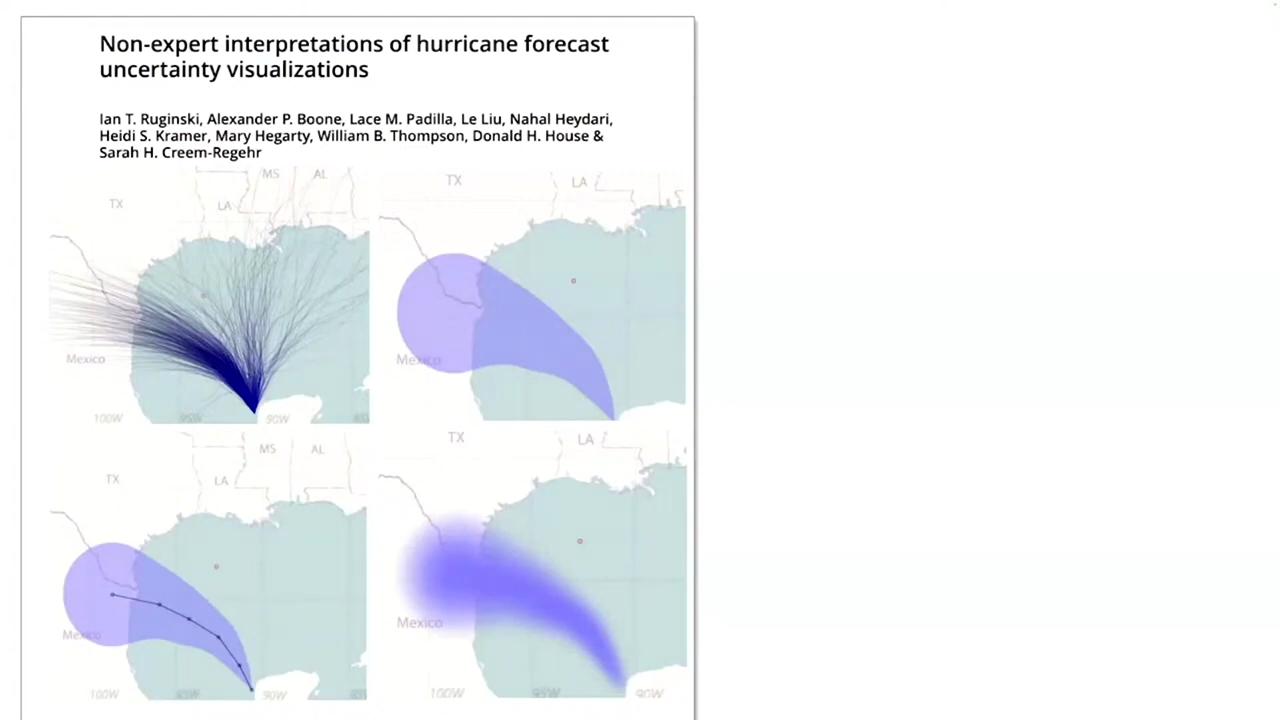 Non-expert interpretations of hurricane forecast
uncertainty visualizations
Ian T. Ruginski, Alexander P. Boone, Lace M. Padilla, Le Liu, Nahal Heydari,
Heidi S. Kramer, Mary Hegarty, William B. Thompson, Donald H. House &
Sarah H. Creem-Regehr
MS AL
TX
LA
Mexico
100W 95W 90W
TX LA
Mexico
MS AL
TX
LA
Mexico
100W 95W 90W
TX LA
Mexico
100W 95W 90W